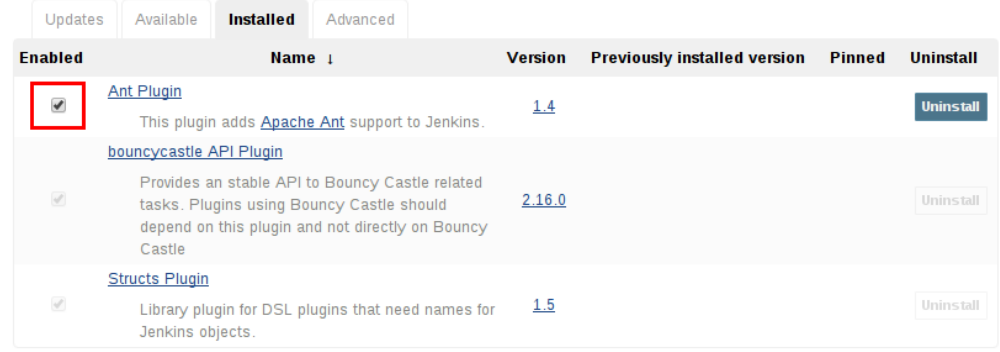 Updates Available Installed Advanced
Enabled Name ↓ Version Previously installed version Pinned Uninstall
Ant Plugin
This plugin adds Apache Ant support to Jenkins.
1.4
Uninstall
bouncycastle API Plugin
Provides an stable API to Bouncy Castle related
tasks. Plugins using Bouncy Castle should
depend on this plugin and not directly on Bouncy
Castle
2.16.0
Uninstall
Structs Plugin
Library plugin for DSL plugins that need names for
Jenkins objects.
1.5
Uninstall